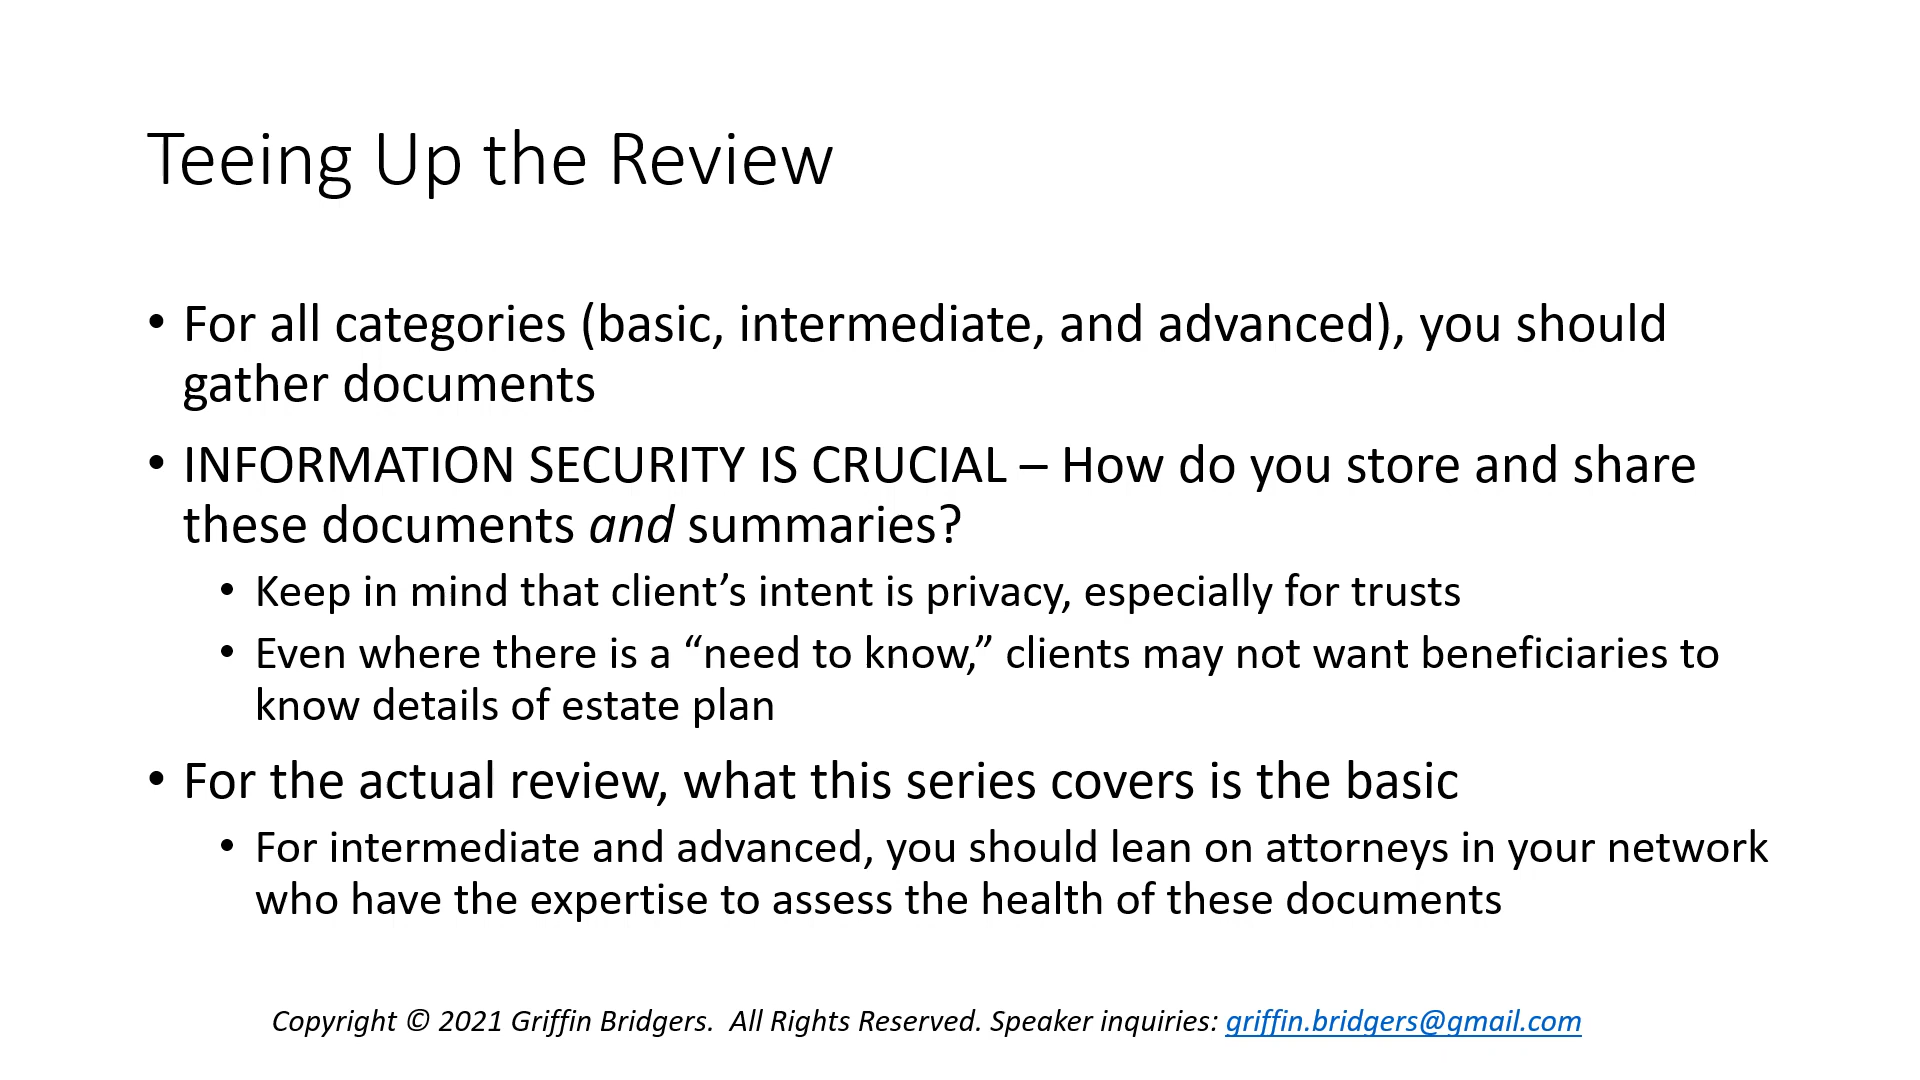 Teeing Up the Review
• For all categories (basic, intermediate, and advanced), you should
gather documents
• INFORMATION SECURITY IS CRUCIAL – How do you store and share
these documents and summaries?
• Keep in mind that client’s intent is privacy, especially for trusts
• Even where there is a “need to know,” clients may not want beneficiaries to
know details of estate plan
• For the actual review, what this series covers is the basic
• For intermediate and advanced, you should lean on attorneys in your network
who have the expertise to assess the health of these documents
Copyright © 2021 Griffin Bridgers.  All Rights Reserved. Speaker inquiries: griffin.bridgers@gmail.com